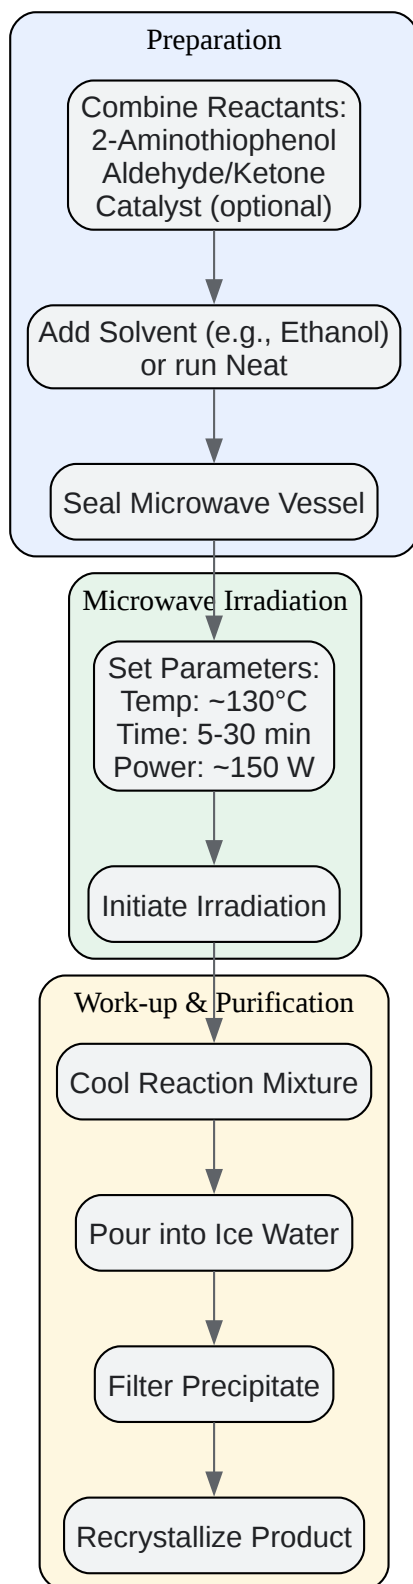 Preparation
Combine Reactants:
2-Aminothiophenol
Aldehyde/Ketone
Catalyst (optional)
Add Solvent (e.g., Ethanol)
or run Neat
Seal Microwave Vessel
Microwave Irradiation
Set Parameters:
Temp: ~130°C
Time: 5-30 min
Power: ~150 W
Initiate Irradiation
Work-up & Purification
Cool Reaction Mixture
Pour into Ice Water
Filter Precipitate
Recrystallize Product